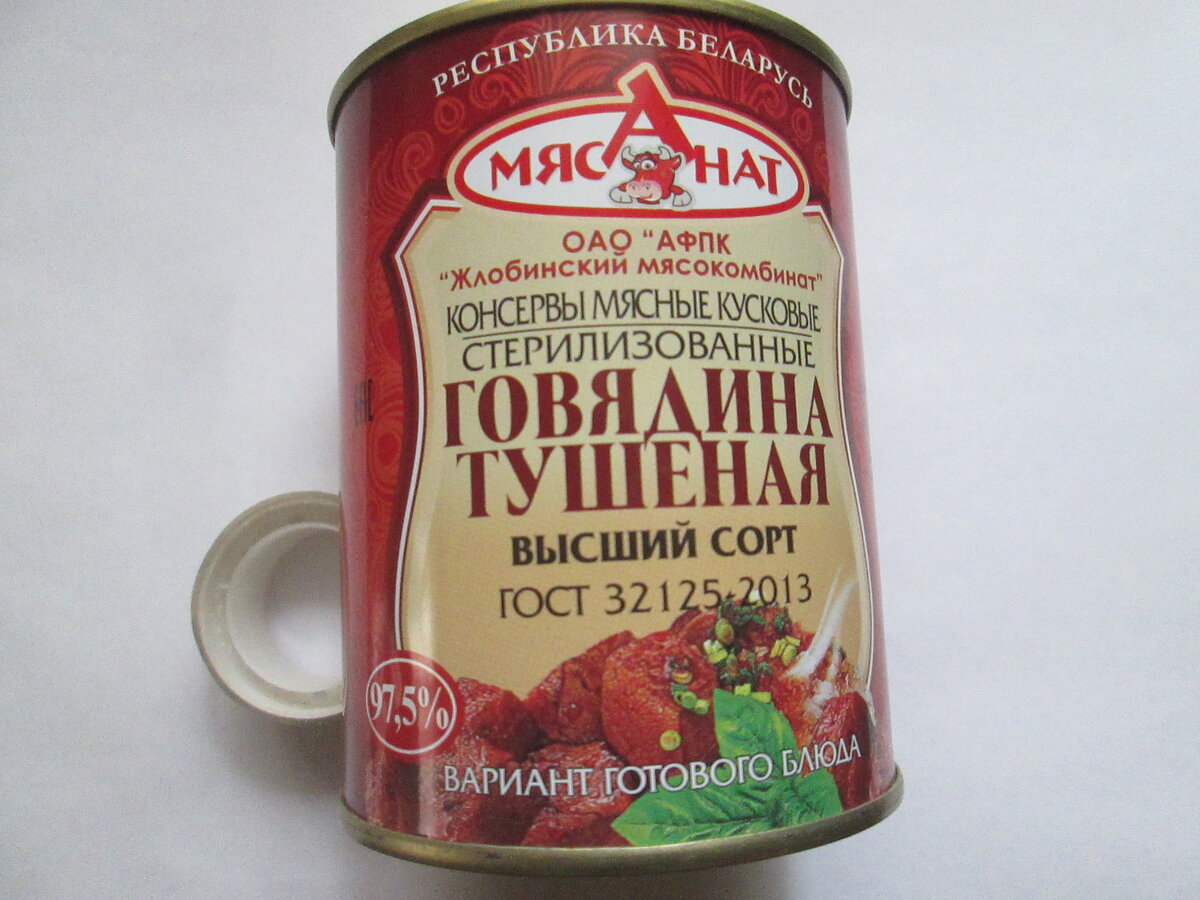 РЕСПУБЛИКА БЕЛАРУСЬ
МЯСАНАТ
ОАО "АФПК
"Жлобинский мясокомбинат"
КОНСЕРВЫ МЯСНЫЕ КУСКОВЫЕ
СТЕРИЛИЗОВАННЫЕ
ГОВЯДИНА
ТУШЕНАЯ
ВЫСШИЙ СОРТ
ГОСТ 32125-2013
97,5%
ВАРИАНТ ГОТОВОГО БЛЮДА